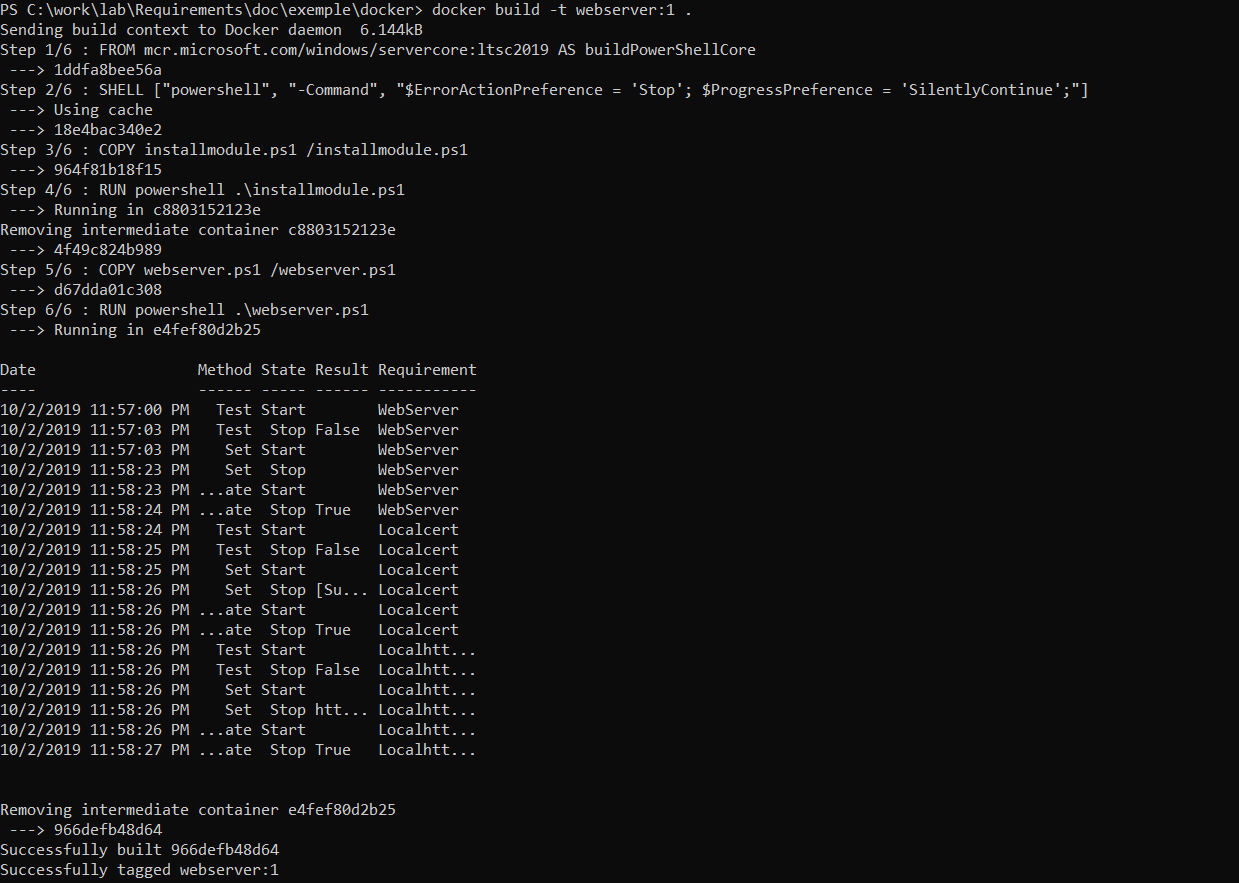 PS C:\work\lab\Requirements\doc\exemple\docker> docker build -t webserver:1 .
Sending build context to Docker daemon  6.144kB
Step 1/6 : FROM mcr.microsoft.com/windows/servercore:ltsc2019 AS buildPowerShellCore
 ---> 1ddfa8bee56a
Step 2/6 : SHELL ["powershell", "-Command", "$ErrorActionPreference = 'Stop'; $ProgressPreference = 'SilentlyContinue';"]
 ---> Using cache
 ---> 18e4bac340e2
Step 3/6 : COPY installmodule.ps1 /installmodule.ps1
 ---> 964f81b18f15
Step 4/6 : RUN powershell .\installmodule.ps1
 ---> Running in c8803152123e
Removing intermediate container c8803152123e
 ---> 4f49c824b989
Step 5/6 : COPY webserver.ps1 /webserver.ps1
 ---> d67dda01c308
Step 6/6 : RUN powershell .\webserver.ps1
 ---> Running in e4fef80d2b25
Date                  Method State Result Requirement
----                  ------ ----- ------ -----------
10/2/2019 11:57:00 PM   Test Start        WebServer
10/2/2019 11:57:03 PM   Test  Stop False  WebServer
10/2/2019 11:57:03 PM    Set Start        WebServer
10/2/2019 11:58:23 PM    Set  Stop        WebServer
10/2/2019 11:58:23 PM ...ate Start        WebServer
10/2/2019 11:58:24 PM ...ate  Stop True   WebServer
10/2/2019 11:58:24 PM   Test Start        Localcert
10/2/2019 11:58:25 PM   Test  Stop False  Localcert
10/2/2019 11:58:25 PM    Set Start        Localcert
10/2/2019 11:58:26 PM    Set  Stop [Su... Localcert
10/2/2019 11:58:26 PM ...ate Start        Localcert
10/2/2019 11:58:26 PM ...ate  Stop True   Localcert
10/2/2019 11:58:26 PM   Test Start        Localhtt...
10/2/2019 11:58:26 PM   Test  Stop False  Localhtt...
10/2/2019 11:58:26 PM    Set Start        Localhtt...
10/2/2019 11:58:26 PM    Set  Stop htt... Localhtt...
10/2/2019 11:58:26 PM ...ate Start        Localhtt...
10/2/2019 11:58:27 PM ...ate  Stop True   Localhtt...
Removing intermediate container e4fef80d2b25
 ---> 966defb48d64
Successfully built 966defb48d64
Successfully tagged webserver:1